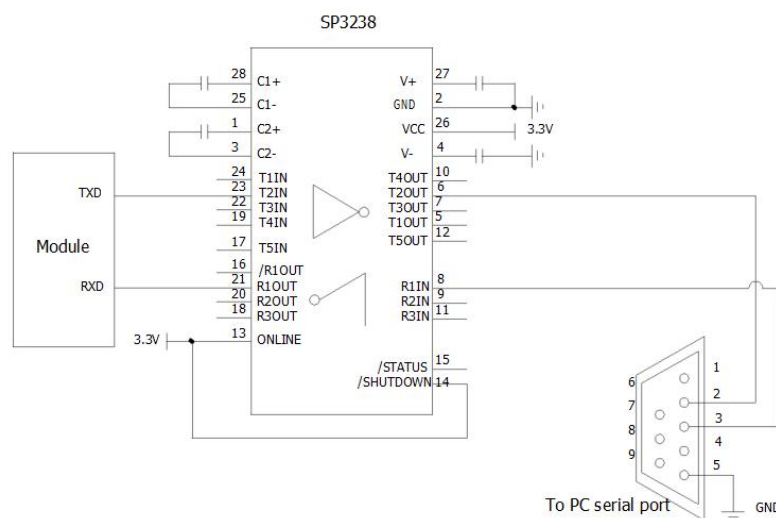 SP3238
28 C1+ V+ 27
25 C1- GND 2
1 C2+ VCC 26 3.3V
3 C2- V- 4
24 T1IN T4OUT 10
TXD 23 T2IN T2OUT 6
22 T3IN T3OUT 7
19 T4IN T1OUT 5
17 T5IN T5OUT 12
Module
16 /R1OUT
RXD 21 R1OUT R1IN 8
20 R2OUT R2IN 9
18 R3OUT R3IN 11
3.3V 13 ONLINE
/STATUS 15
/SHUTDOWN 14
1
6
2
7
3
8
4
9
5
To PC serial port
GND